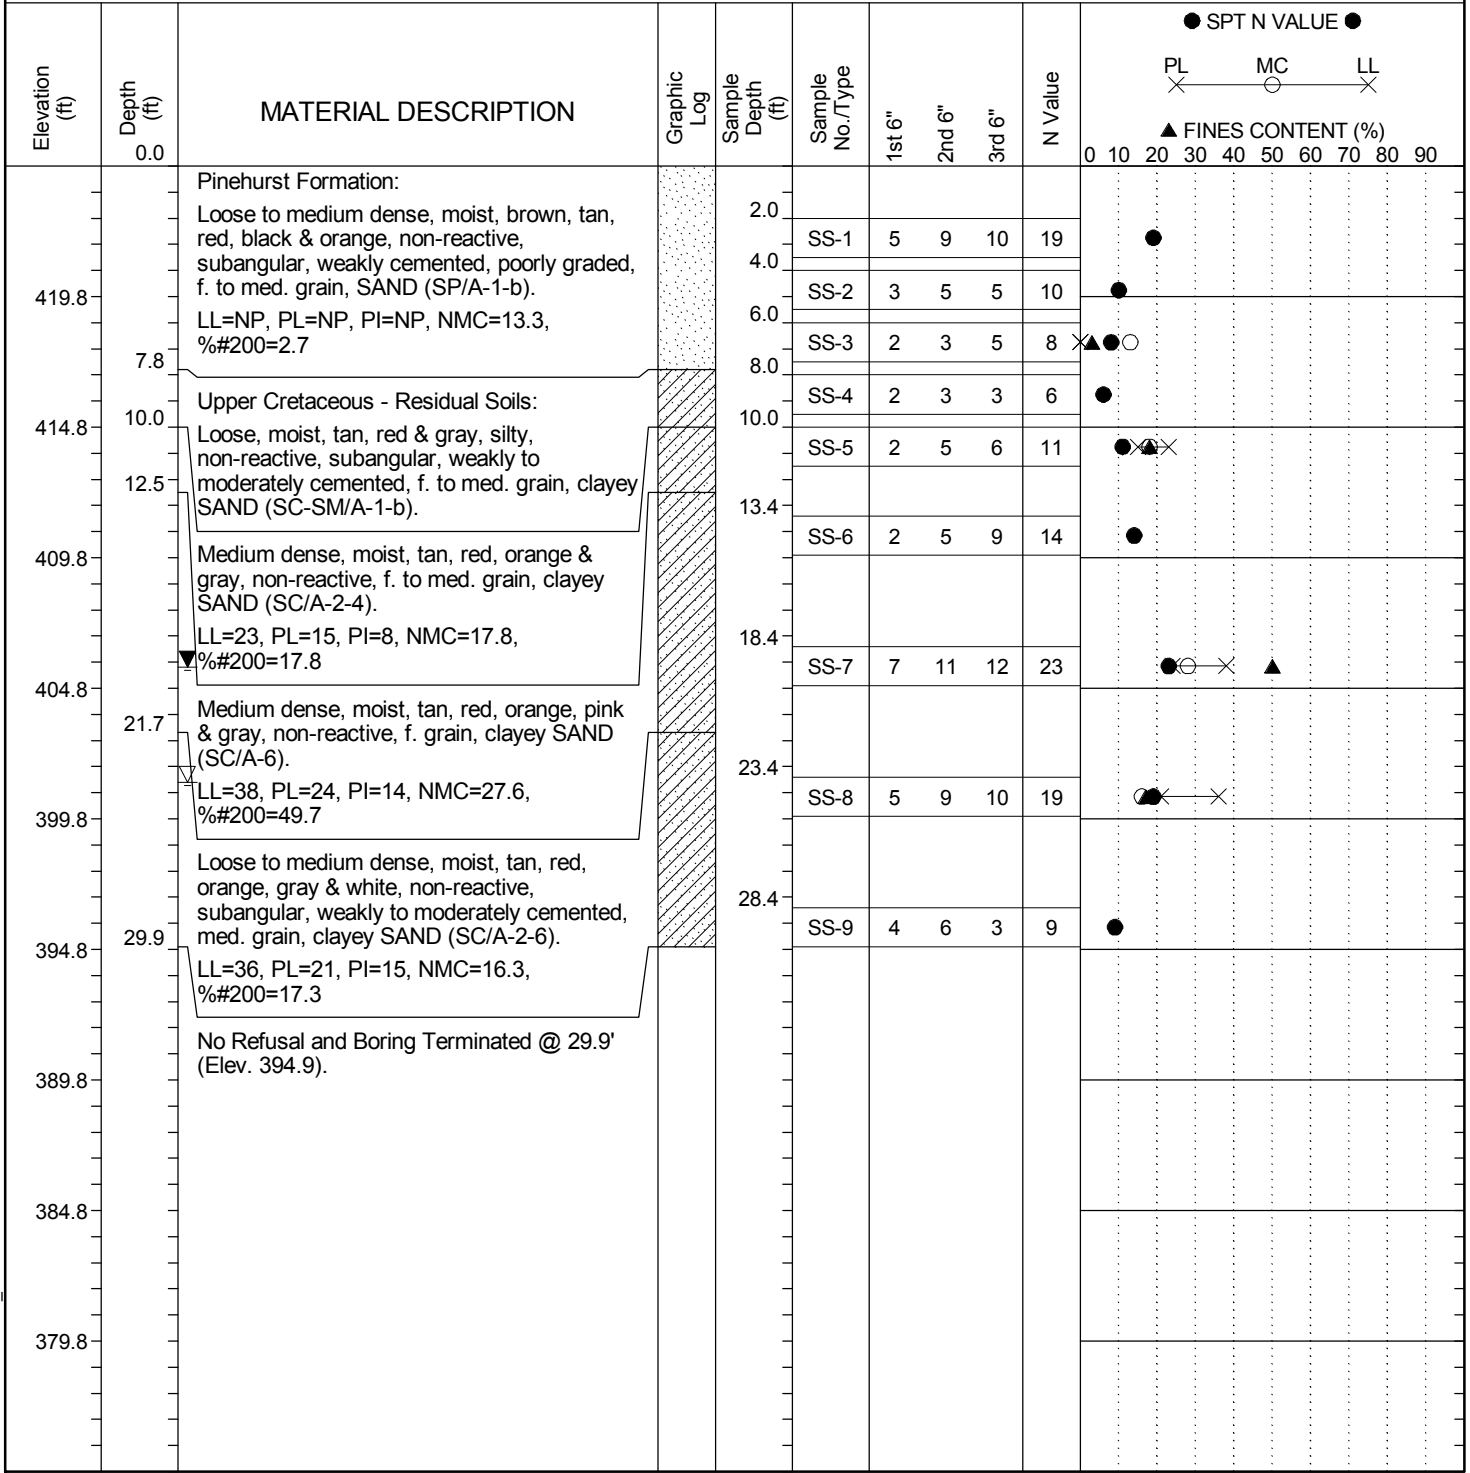 ● SPT N VALUE ●
PL MC LL
▲ FINES CONTENT (%)
0 10 20 30 40 50 60 70 80 90
Elevation (ft)
Depth (ft)
0.0
MATERIAL DESCRIPTION
Graphic Log
Sample Depth (ft)
Sample No./Type
1st 6"
2nd 6"
3rd 6"
N Value
Pinehurst Formation:
Loose to medium dense, moist, brown, tan,
red, black & orange, non-reactive,
subangular, weakly cemented, poorly graded,
f. to med. grain, SAND (SP/A-1-b).
LL=NP, PL=NP, PI=NP, NMC=13.3,
%#200=2.7
Upper Cretaceous - Residual Soils:
Loose, moist, tan, red & gray, silty,
non-reactive, subangular, weakly to
moderately cemented, f. to med. grain, clayey
SAND (SC-SM/A-1-b).
Medium dense, moist, tan, red, orange &
gray, non-reactive, f. to med. grain, clayey
SAND (SC/A-2-4).
LL=23, PL=15, PI=8, NMC=17.8,
%#200=17.8
Medium dense, moist, tan, red, orange, pink
& gray, non-reactive, f. grain, clayey SAND
(SC/A-6).
LL=38, PL=24, PI=14, NMC=27.6,
%#200=49.7
Loose to medium dense, moist, tan, red,
orange, gray & white, non-reactive,
subangular, weakly to moderately cemented,
med. grain, clayey SAND (SC/A-2-6).
LL=36, PL=21, PI=15, NMC=16.3,
%#200=17.3
No Refusal and Boring Terminated @ 29.9'
(Elev. 394.9).
419.8
414.8
409.8
404.8
399.8
394.8
389.8
384.8
379.8
7.8
10.0
12.5
21.7
29.9
2.0
4.0
6.0
8.0
10.0
13.4
18.4
23.4
28.4
SS-1 5 9 10 19
SS-2 3 5 5 10
SS-3 2 3 5 8
SS-4 2 3 3 6
SS-5 2 5 6 11
SS-6 2 5 9 14
SS-7 7 11 12 23
SS-8 5 9 10 19
SS-9 4 6 3 9